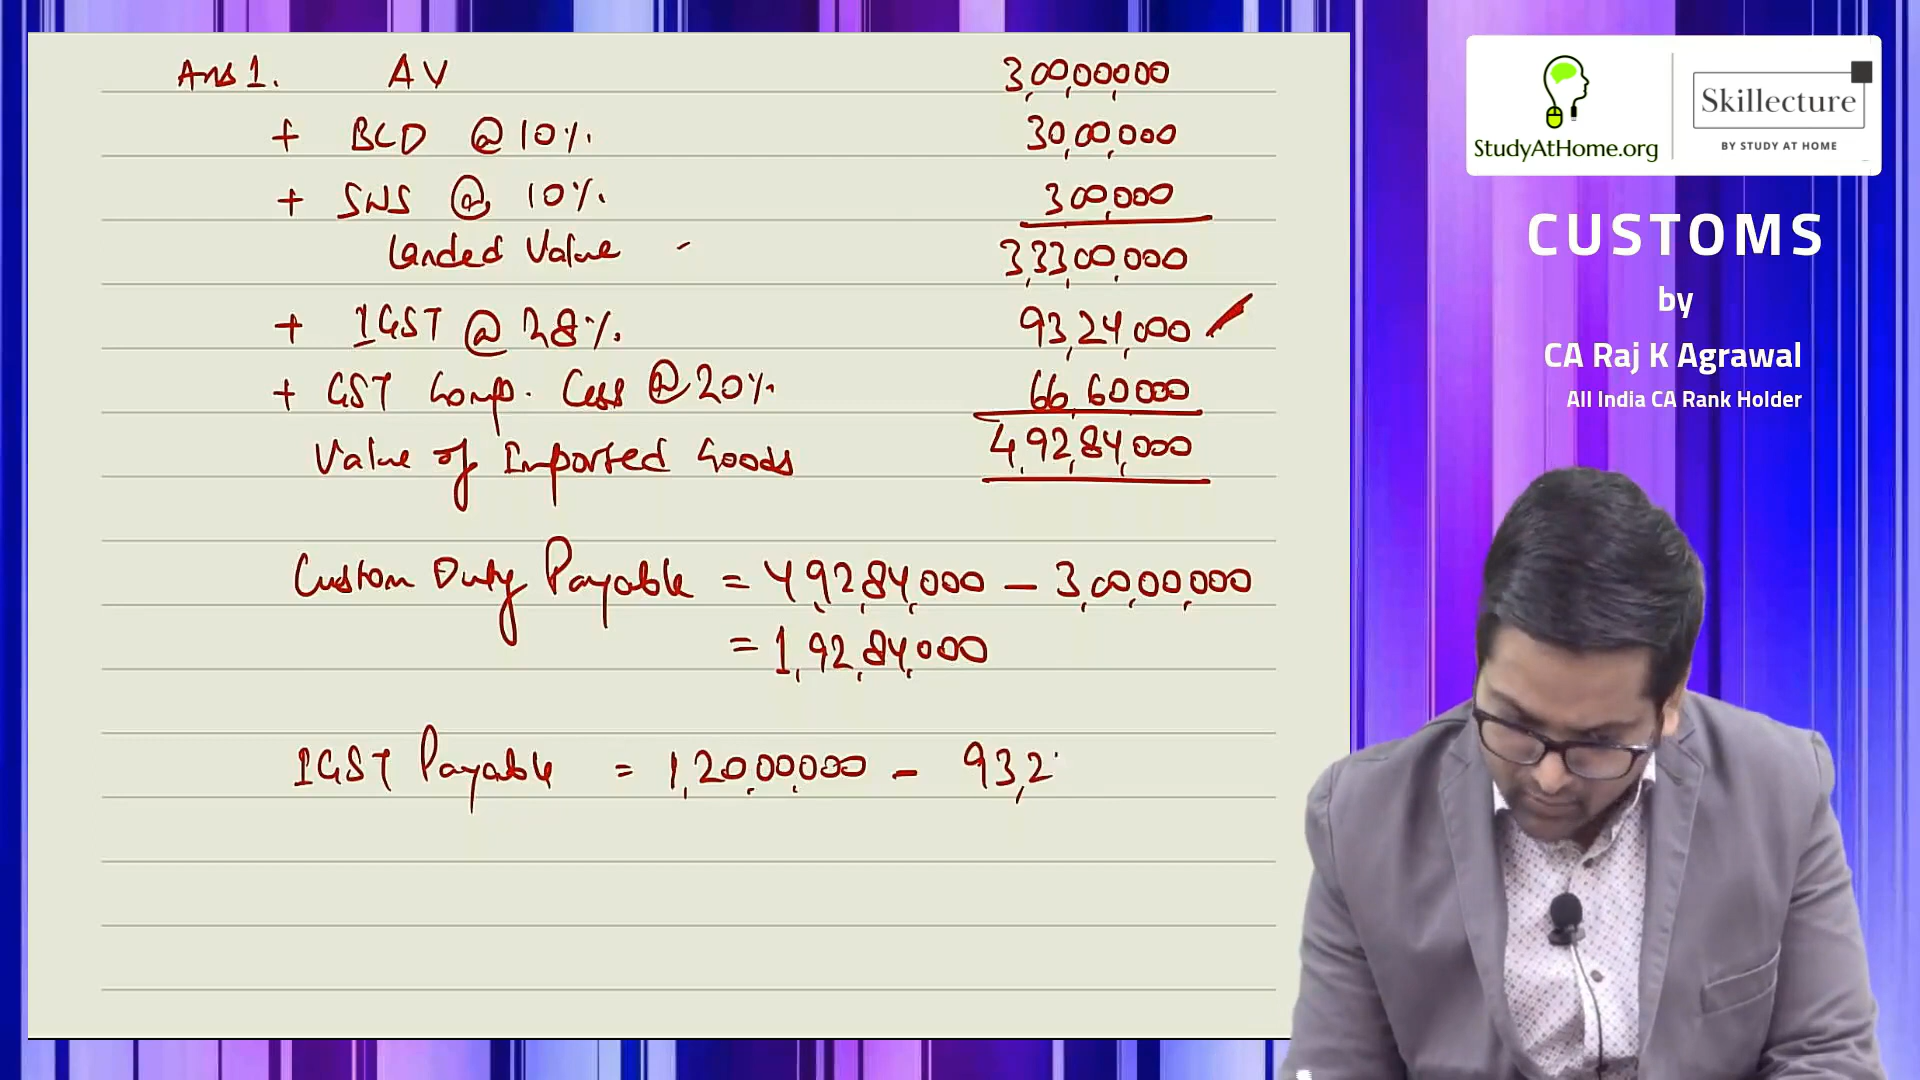 Ans 1. AV 3,00,00,000
+ BCD @ 10% 30,00,000
+ SWS @ 10% 3,00,000
Landed Value - 3,33,00,000
+ IGST @ 28% 93,24,000
+ GST Comp. Cess @ 20% 66,60000
Value of Imported Goods 4,92,84,000
Custom Duty Payable = 4,92,84,000 - 3,00,00,000
= 1,92,84,000
IGST Payable = 1,20,00,000 - 93,2
StudyAtHome.org
Skillecture
BY STUDY AT HOME
CUSTOMS
by
CA Raj K Agrawal
All India CA Rank Holder